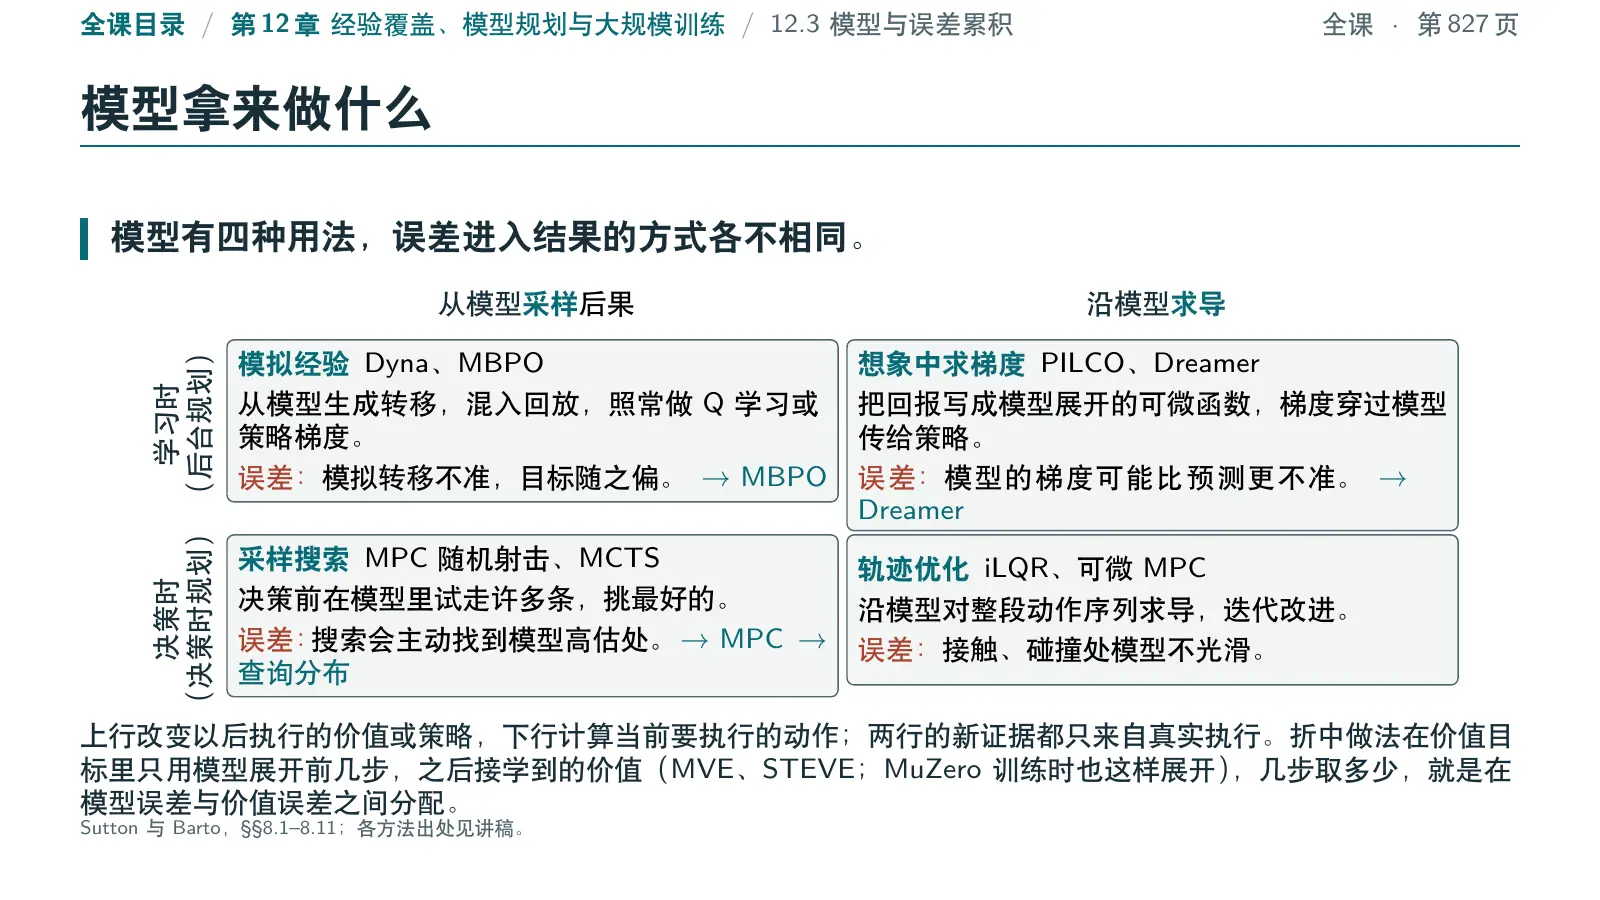 全课目录 / 第 12 章 经验覆盖、模型规划与大规模训练 / 12.3 模型与误差累积
全课 · 第 827 页
模型拿来做什么
模型有四种用法，误差进入结果的方式各不相同。
从模型采样后果
沿模型求导
学习时
（后台规划）
模拟经验 Dyna、MBPO
从模型生成转移，混入回放，照常做 Q 学习或
策略梯度。
误差：模拟转移不准，目标随之偏。 → MBPO
想象中求梯度 PILCO、Dreamer
把回报写成模型展开的可微函数，梯度穿过模型
传给策略。
误差：模型的梯度可能比预测更不准。 →
Dreamer
决策时
（决策时规划）
采样搜索 MPC 随机射击、MCTS
决策前在模型里试走许多条，挑最好的。
误差：搜索会主动找到模型高估处。→ MPC →
查询分布
轨迹优化 iLQR、可微 MPC
沿模型对整段动作序列求导，迭代改进。
误差：接触、碰撞处模型不光滑。
上行改变以后执行的价值或策略，下行计算当前要执行的动作；两行的新证据都只来自真实执行。折中做法在价值目
标里只用模型展开前几步，之后接学到的价值（MVE、STEVE；MuZero 训练时也这样展开），几步取多少，就是在
模型误差与价值误差之间分配。
Sutton 与 Barto，§§8.1–8.11；各方法出处见讲稿。